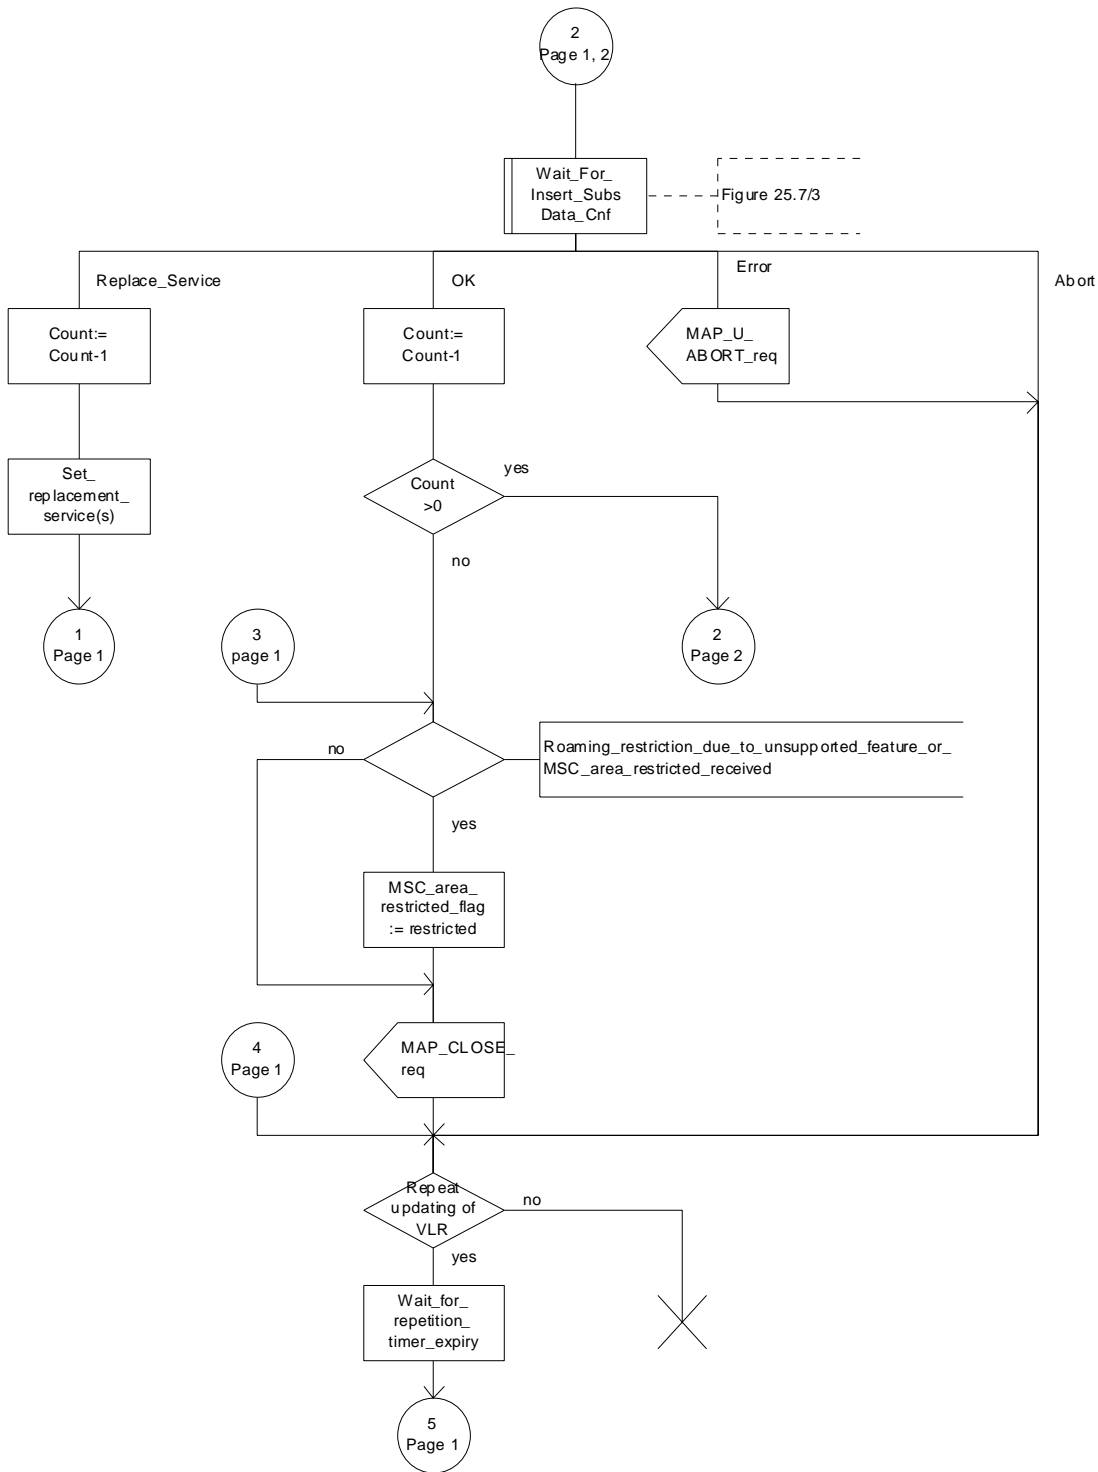 2
Page 1, 2
Wait_For_
Insert_Subs
Data_Cnf
Figure 25.7/3
Replace_Service
OK
Error
Abort
Count:=
Count-1
Count:=
Count-1
MAP_U_
ABORT_req
Set_
replacement_
service(s)
Count
>0
yes
no
1
Page 1
3
page 1
2
Page 2
no
Roaming_restriction_due_to_unsupported_feature_or_
MSC_area_restricted_received
yes
MSC_area_
restricted_flag
:= restricted
4
Page 1
MAP_CLOSE_
req
Repeat
updating of
VLR
no
yes
Wait_for_
repetition_
timer_expiry
5
Page 1